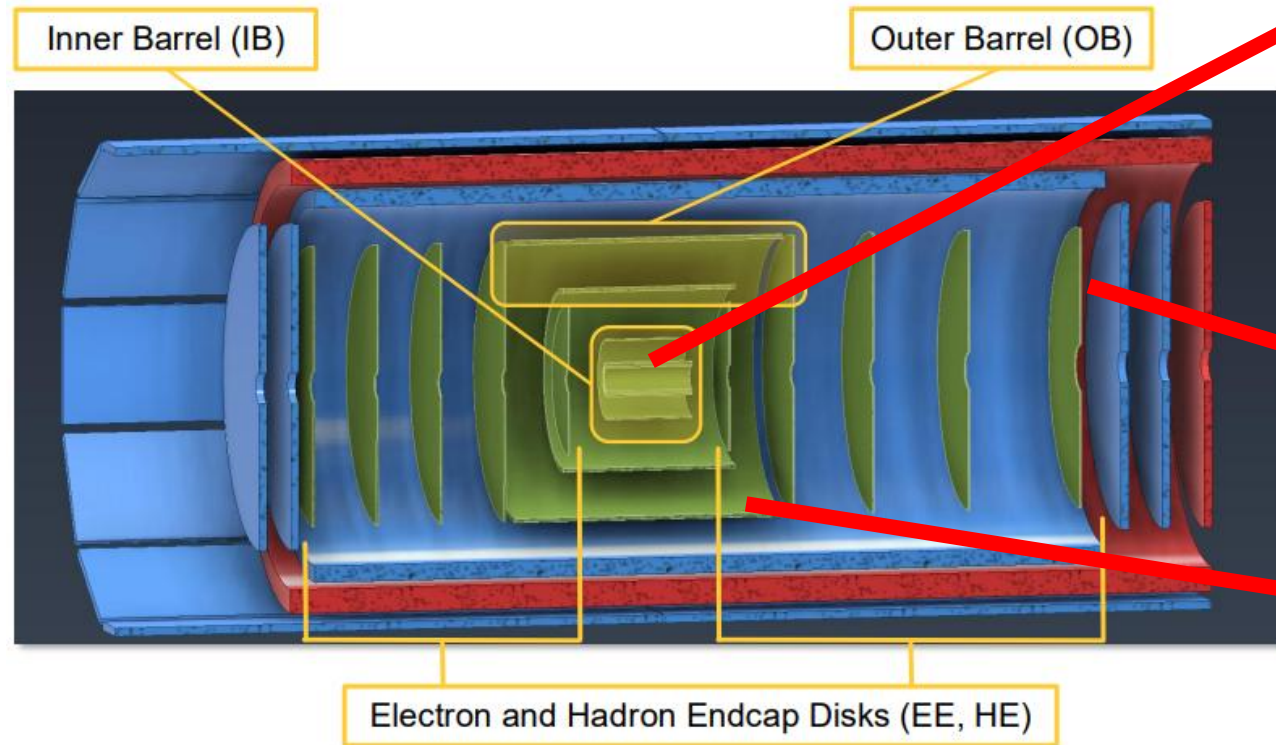 Inner Barrel (IB)
Outer Barrel (OB)
Electron and Hadron Endcap Disks (EE, HE)